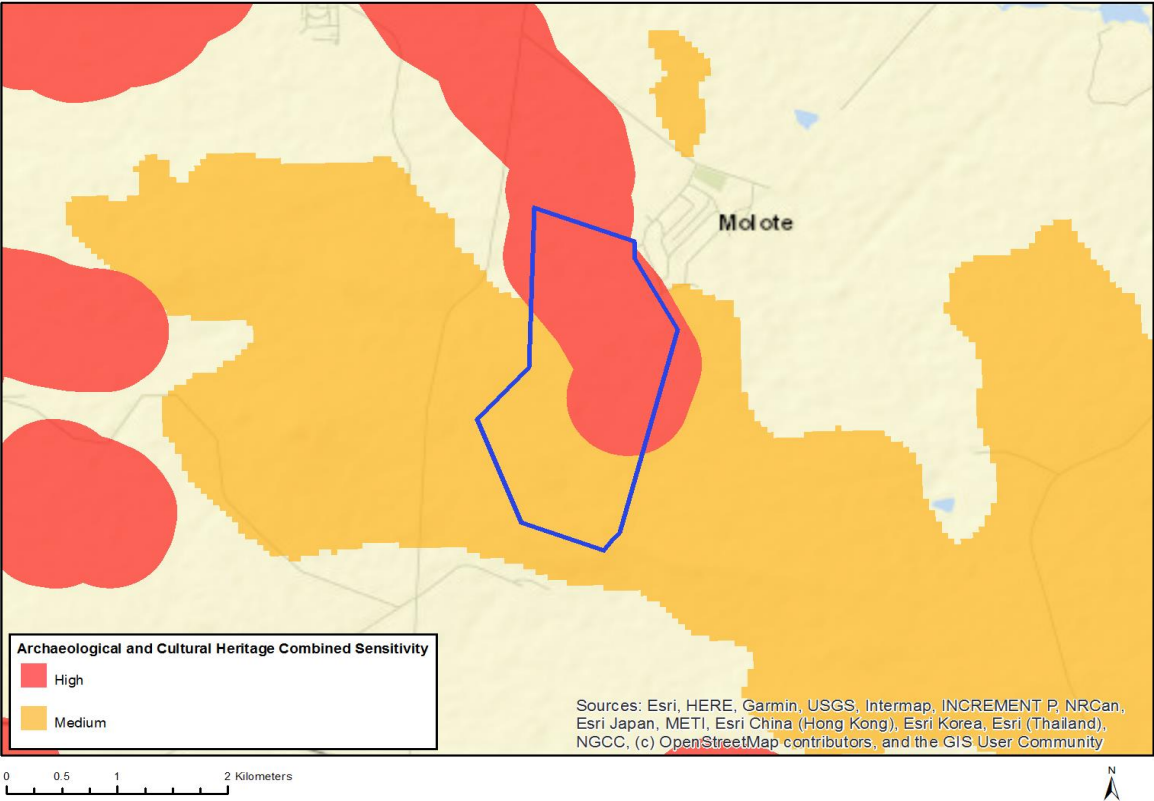 Molote
Archaeological and Cultural Heritage Combined Sensitivity
High
Medium
Sources: Esri, HERE, Garmin, USGS, Intermap, INCREMENT P, NRCan,
Esri Japan, METI, Esri China (Hong Kong), Esri Korea, Esri (Thailand),
NGCC, (c) OpenStreetMap contributors, and the GIS User Community
0 0.5 1 2 Kilometers
N